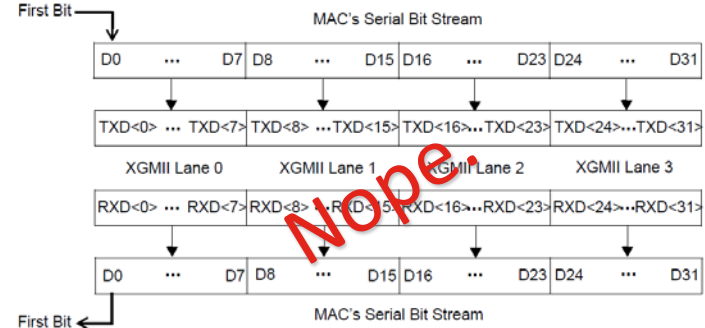 First Bit
MAC's Serial Bit Stream
D0 ... D7 D8 ... D15 D16 ... D23 D24 ... D31
TXD<0> ... TXD<7> TXD<8> ...TXD<15> TXD<16>...TXD<23> TXD<24>...TXD<31>
XGMII Lane 0 XGMII Lane 1 XGMII Lane 2 XGMII Lane 3
Nope.
RXD<0> ... RXD<7> RXD<8> ...RXD<15> RXD<16>...RXD<23> RXD<24>...RXD<31>
D0 ... D7 D8 ... D15 D16 ... D23 D24 ... D31
MAC's Serial Bit Stream
First Bit